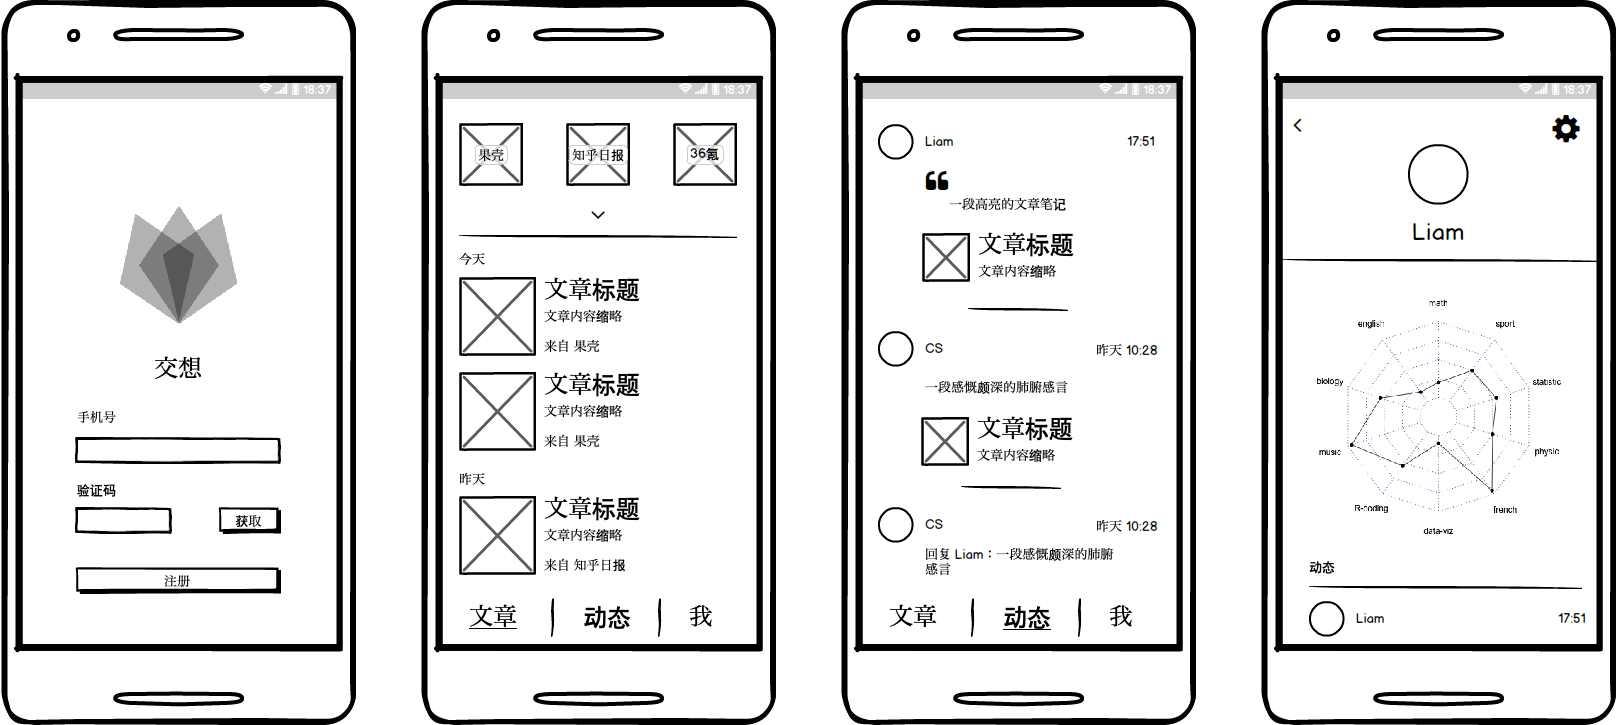 18:37
交想
手机号
验证码
获取
注册
18:37
果壳
知乎日报
36氪
今天
文章标题
文章内容缩略
来自 果壳
文章标题
文章内容缩略
来自 果壳
昨天
文章标题
文章内容缩略
来自 知乎日报
文章
动态
我
18:37
Liam
17:51
一段高亮的文章笔记
文章标题
文章内容缩略
CS
昨天 10:28
一段感慨颇深的肺腑感言
文章标题
文章内容缩略
CS
昨天 10:28
回复 Liam：一段感慨颇深的肺腑
感言
文章
动态
我
18:37
Liam
math
english
sport
biology
statistic
music
physic
R-coding
french
data-viz
动态
Liam
17:51